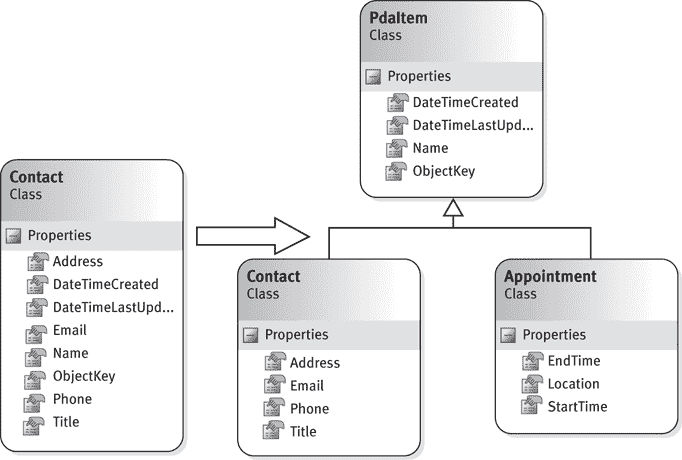 PdaItem
Class
Properties
DateTimeCreated
DateTimeLastUpd...
Name
ObjectKey
Contact
Class
Properties
Address
DateTimeCreated
DateTimeLastUpd...
Email
Name
ObjectKey
Phone
Title
Contact
Class
Properties
Address
Email
Phone
Title
Appointment
Class
Properties
EndTime
Location
StartTime